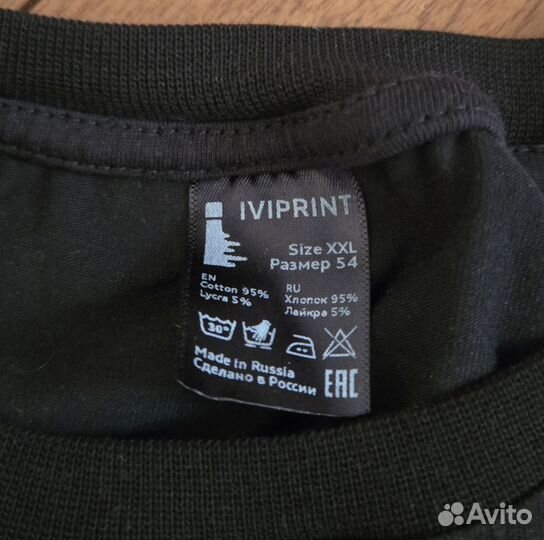 IVIPRINT
Size XXL
Размер 54
EN
Cotton 95%
Lycra 5%
RU
Хлопок 95%
Лайкра 5%
30°
Made in Russia
Сделано в России
EAC
Avito